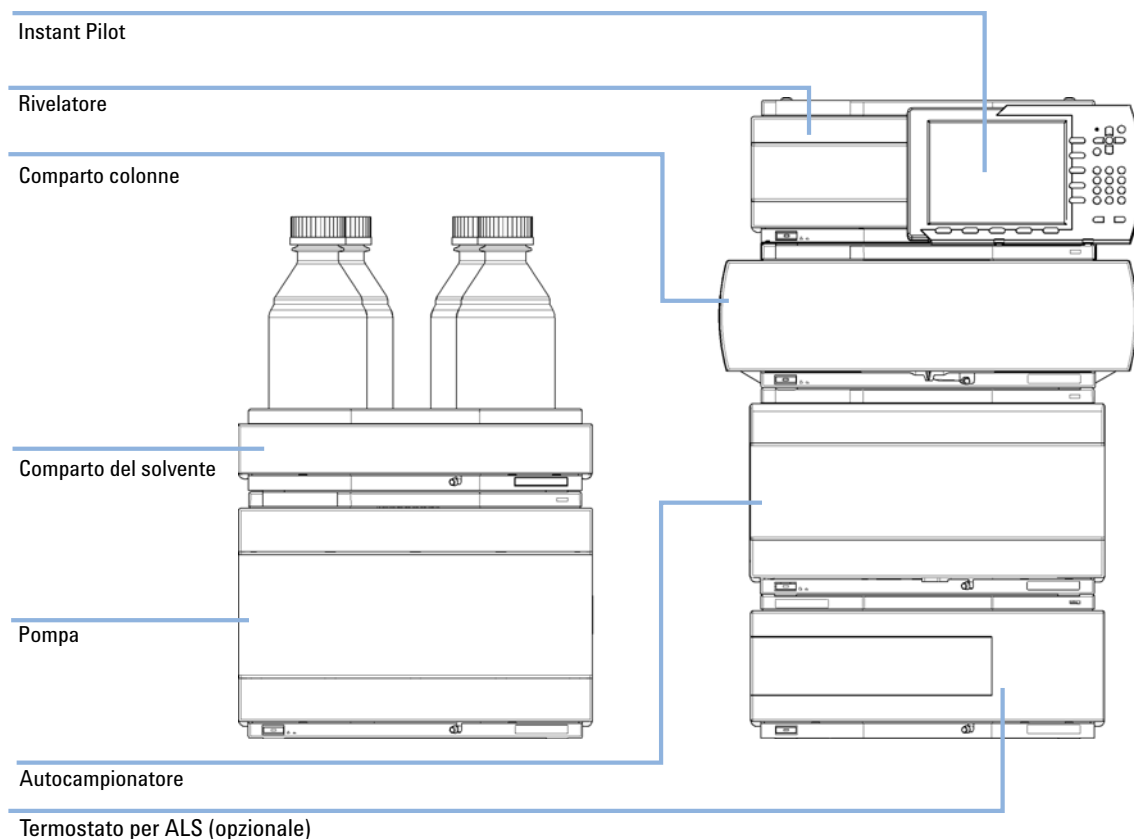 Instant Pilot
Rivelatore
Comparto colonne
Comparto del solvente
Pompa
Autocampionatore
Termostato per ALS (opzionale)